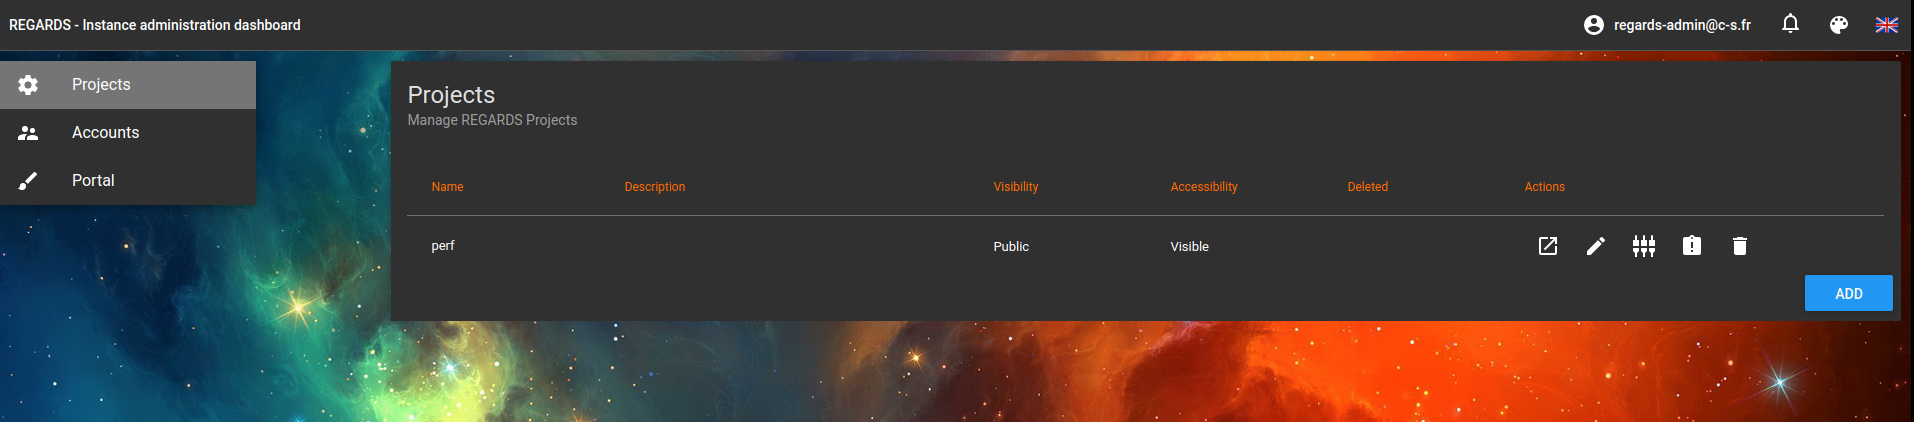 REGARDS - Instance administration dashboard
regards-admin@c-s.fr
Projects
Accounts
Portal
Projects
Manage REGARDS Projects
Name Description Visibility Accessibility Deleted Actions
perf Public Visible
ADD